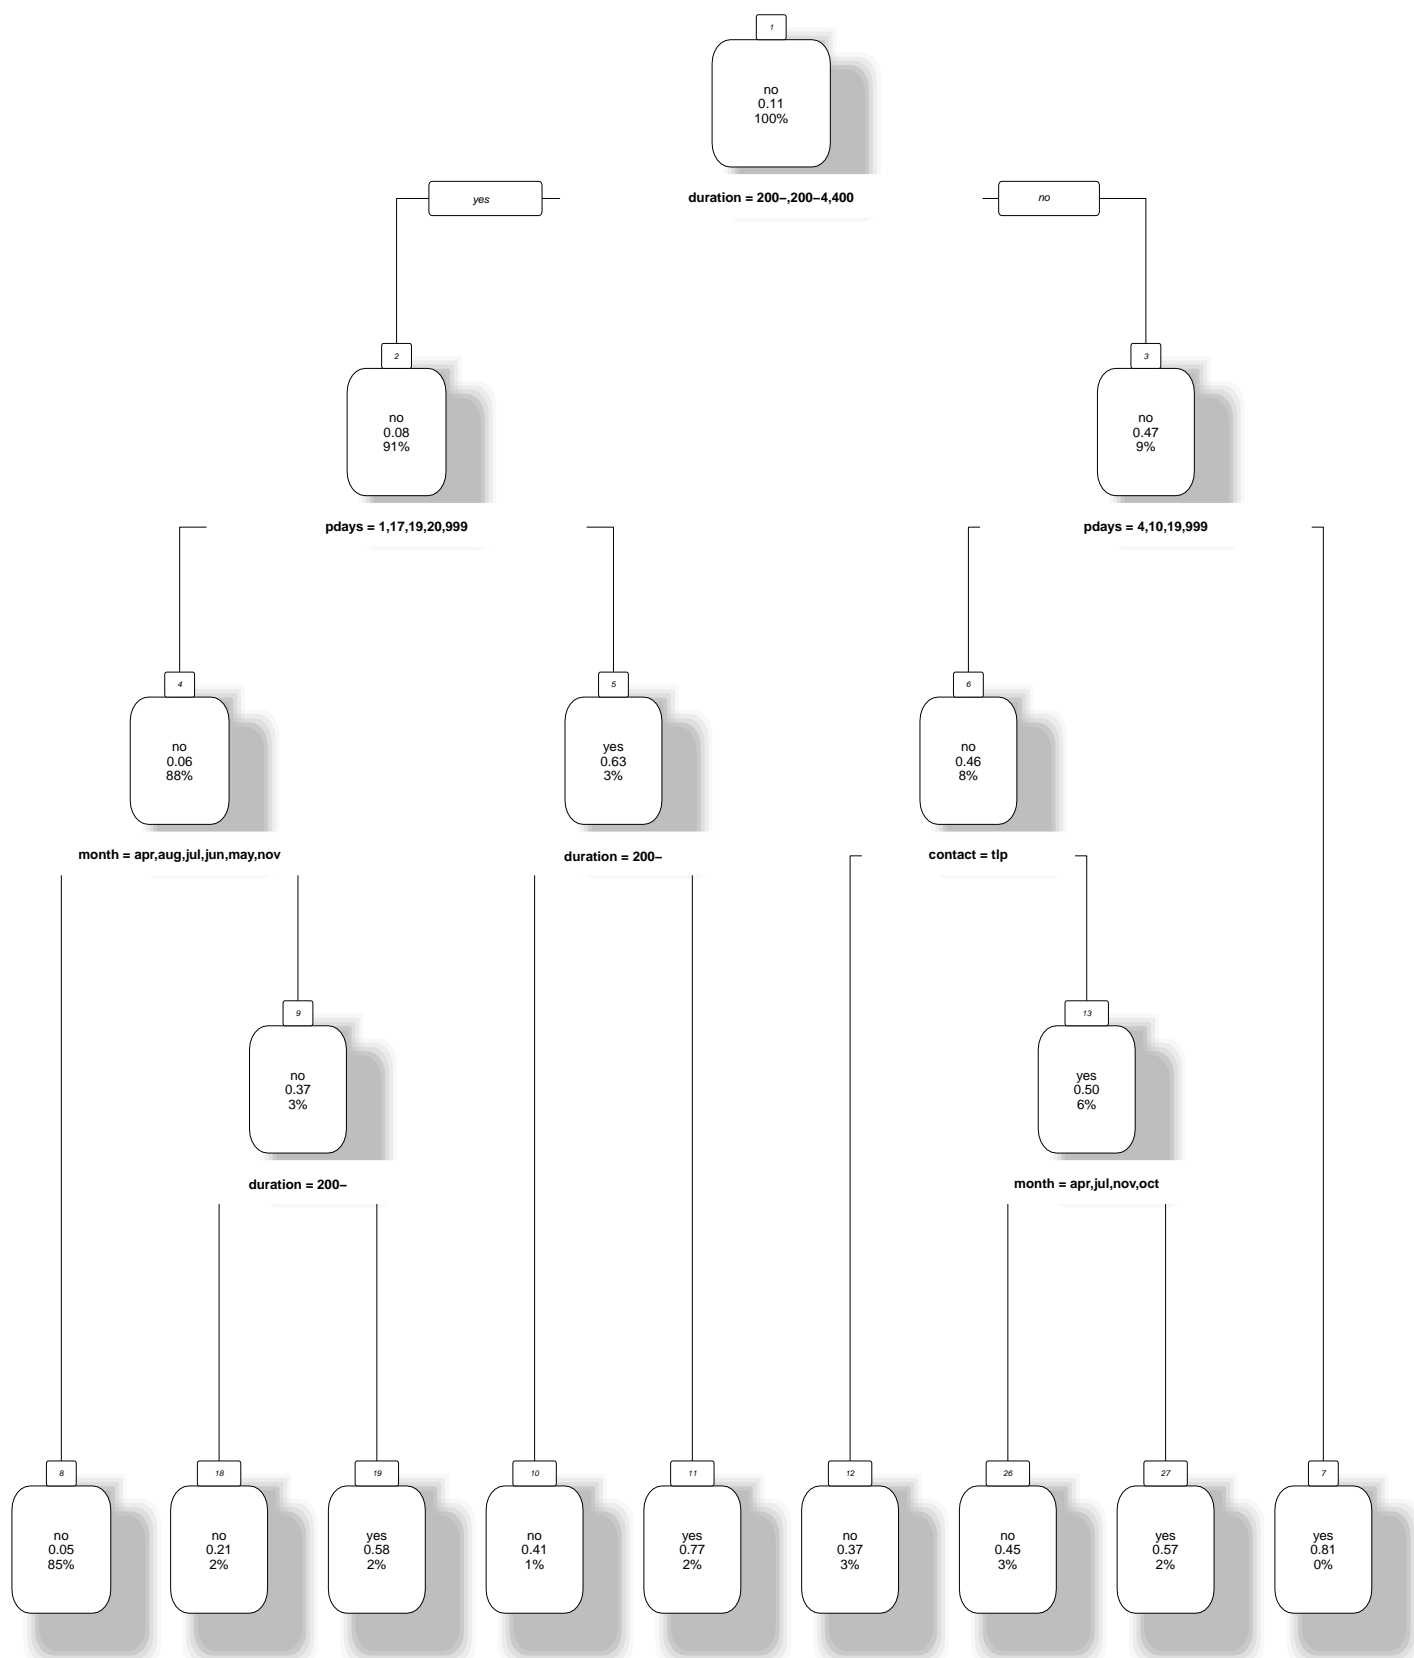 1
no
0.11
100%
duration = 200–,200–4,400
yes
no
2
no
0.08
91%
3
no
0.47
9%
pdays = 1,17,19,20,999
pdays = 4,10,19,999
4
no
0.06
88%
5
yes
0.63
3%
6
no
0.46
8%
month = apr,aug,jul,jun,may,nov
duration = 200–
contact = tlp
9
no
0.37
3%
13
yes
0.50
6%
duration = 200–
month = apr,jul,nov,oct
8
no
0.05
85%
18
no
0.21
2%
19
yes
0.58
2%
10
no
0.41
1%
11
yes
0.77
2%
12
no
0.37
3%
26
no
0.45
3%
27
yes
0.57
2%
7
yes
0.81
0%